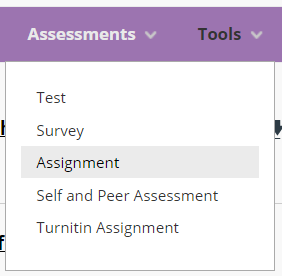 Assessments Tools
Test
Survey
Assignment
Self and Peer Assessment
Turnitin Assignment